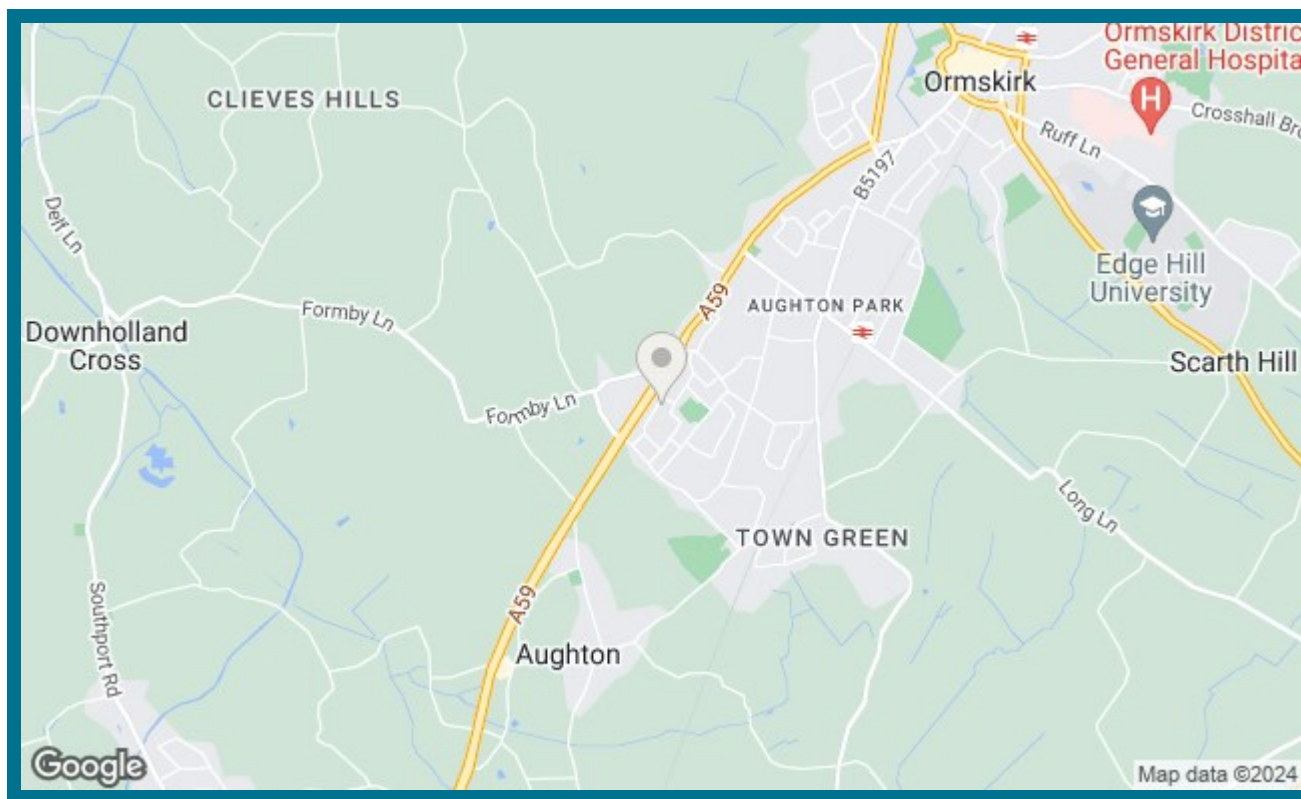 Ormskirk Distric
General Hospita
CLIEVES HILLS
Ormskirk
H
Crosshall Bro
Ruff Ln
B5197
Delf Ln
Edge Hill
University
A59
AUGHTON PARK
Formby Ln
Downholland
Cross
Scarth Hill
Formby Ln
Long Ln
TOWN GREEN
A59
Southport Rd
Aughton
Google
Map data ©2024